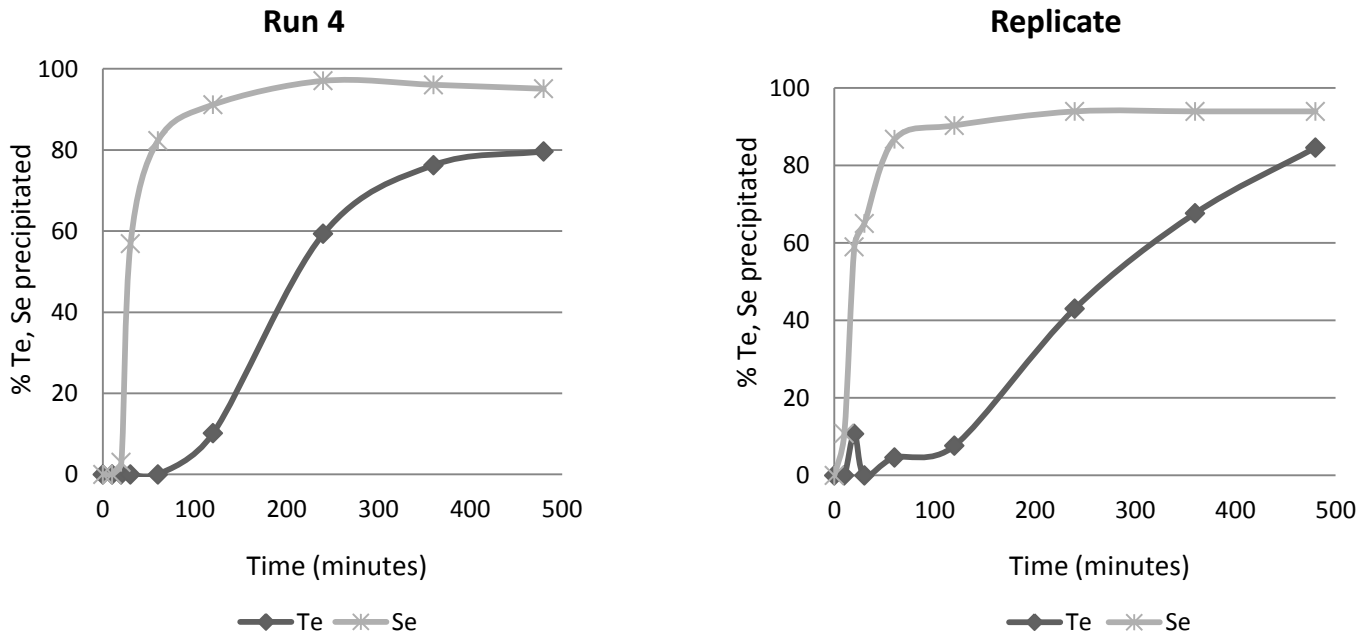 Run 4
% Te, Se precipitated
100
80
60
40
20
0
0 100 200 300 400 500
Time (minutes)
Te Se
Replicate
% Te, Se precipitated
100
80
60
40
20
0
0 100 200 300 400 500
Time (minutes)
Te Se